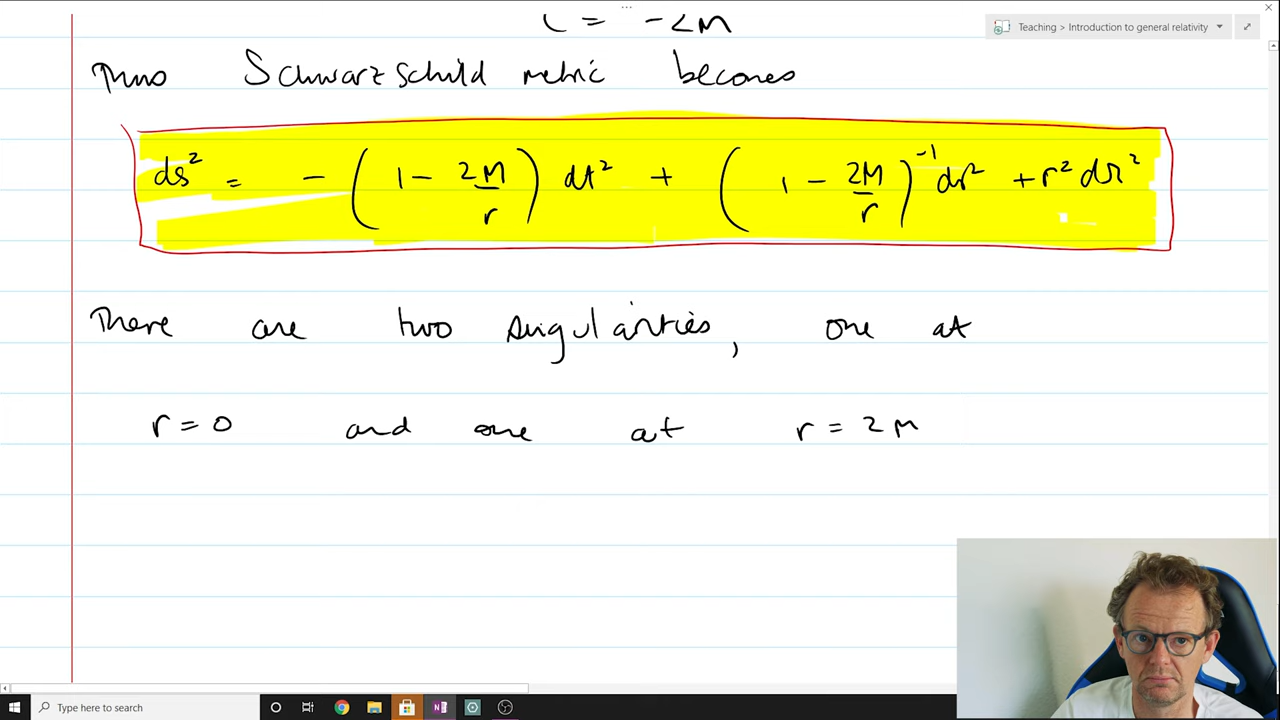 C = -2M
Teaching > Introduction to general relativity
Thus Schwarzschild metric becomes
ds² = - (1 - 2M/r) dt² + (1 - 2M/r)⁻¹ dr² + r² dΩ²
There are two singularities, one at
r = 0 and one at r = 2M
Type here to search